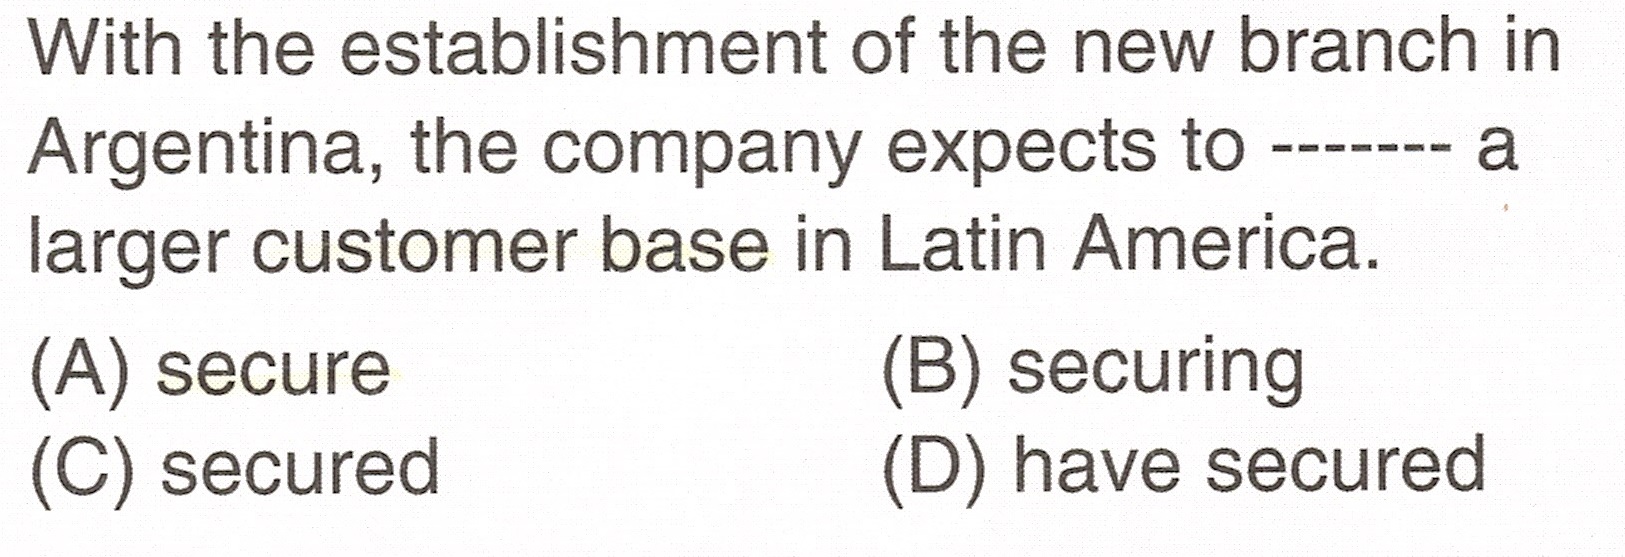 With the establishment of the new branch in
Argentina, the company expects to ------- a
larger customer base in Latin America.
(A) secure (B) securing
(C) secured (D) have secured